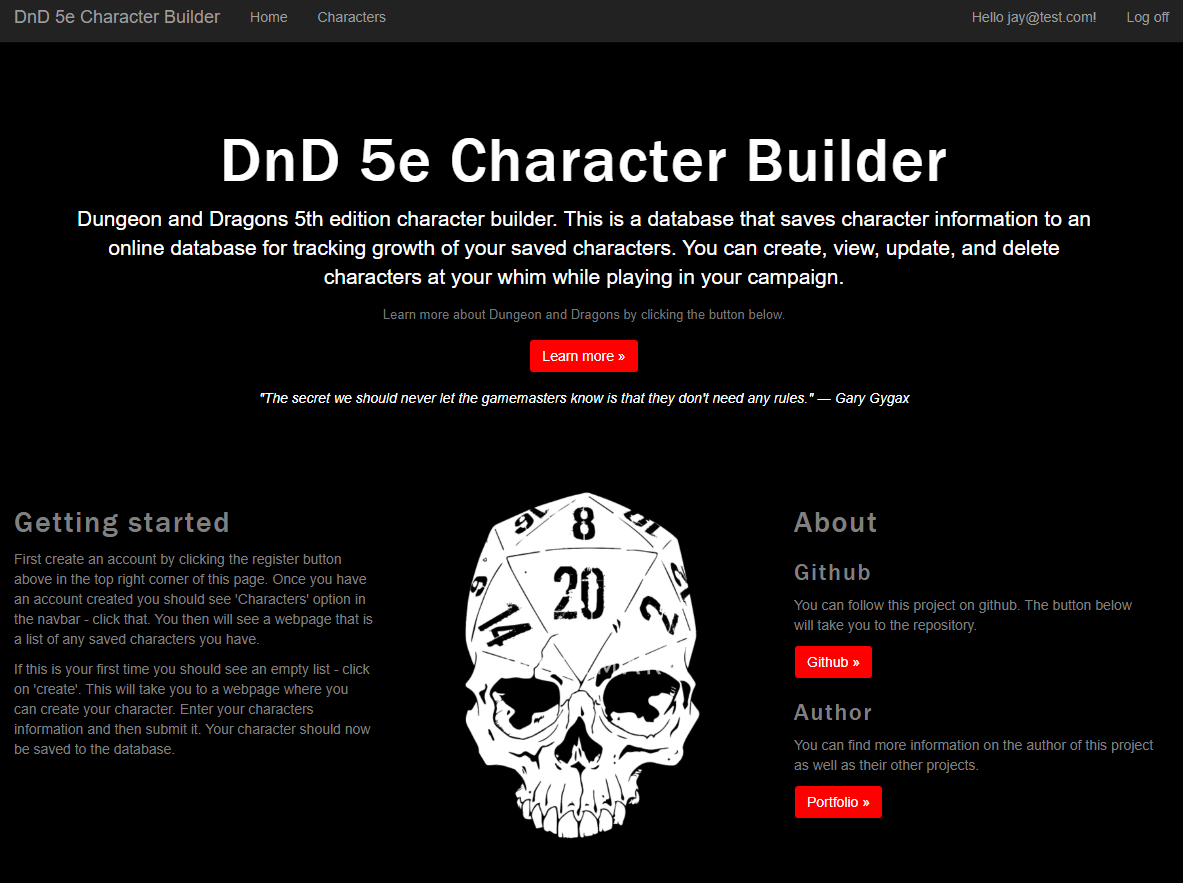 DnD 5e Character Builder Home Characters Hello jay@test.com! Log off
DnD 5e Character Builder
Dungeon and Dragons 5th edition character builder. This is a database that saves character information to an
online database for tracking growth of your saved characters. You can create, view, update, and delete
characters at your whim while playing in your campaign.
Learn more about Dungeon and Dragons by clicking the button below.
Learn more »
"The secret we should never let the gamemasters know is that they don't need any rules." — Gary Gygax
Getting started
First create an account by clicking the register button
above in the top right corner of this page. Once you have
an account created you should see 'Characters' option in
the navbar - click that. You then will see a webpage that is
a list of any saved characters you have.
If this is your first time you should see an empty list - click
on 'create'. This will take you to a webpage where you
can create your character. Enter your characters
information and then submit it. Your character should now
be saved to the database.
16 8 10
9 20 2
14
About
Github
You can follow this project on github. The button below
will take you to the repository.
Github »
Author
You can find more information on the author of this project
as well as their other projects.
Portfolio »